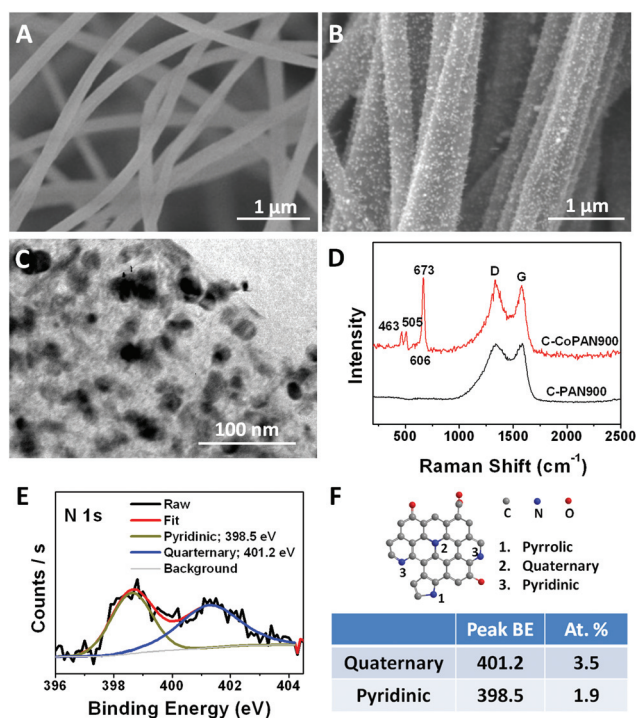 A
1 µm
B
1 µm
C
100 nm
D
Intensity
463
505
673
606
D
G
C-CoPAN900
C-PAN900
500 1000 1500 2000 2500
Raman Shift (cm-1)
E
N 1s
Raw
Fit
Pyridinic; 398.5 eV
Quarternary; 401.2 eV
Background
Counts / s
396 398 400 402 404
Binding Energy (eV)
F
C N O
2
3
3
1
1. Pyrrolic
2. Quaternary
3. Pyridinic
Peak BE At. %
Quaternary 401.2 3.5
Pyridinic 398.5 1.9